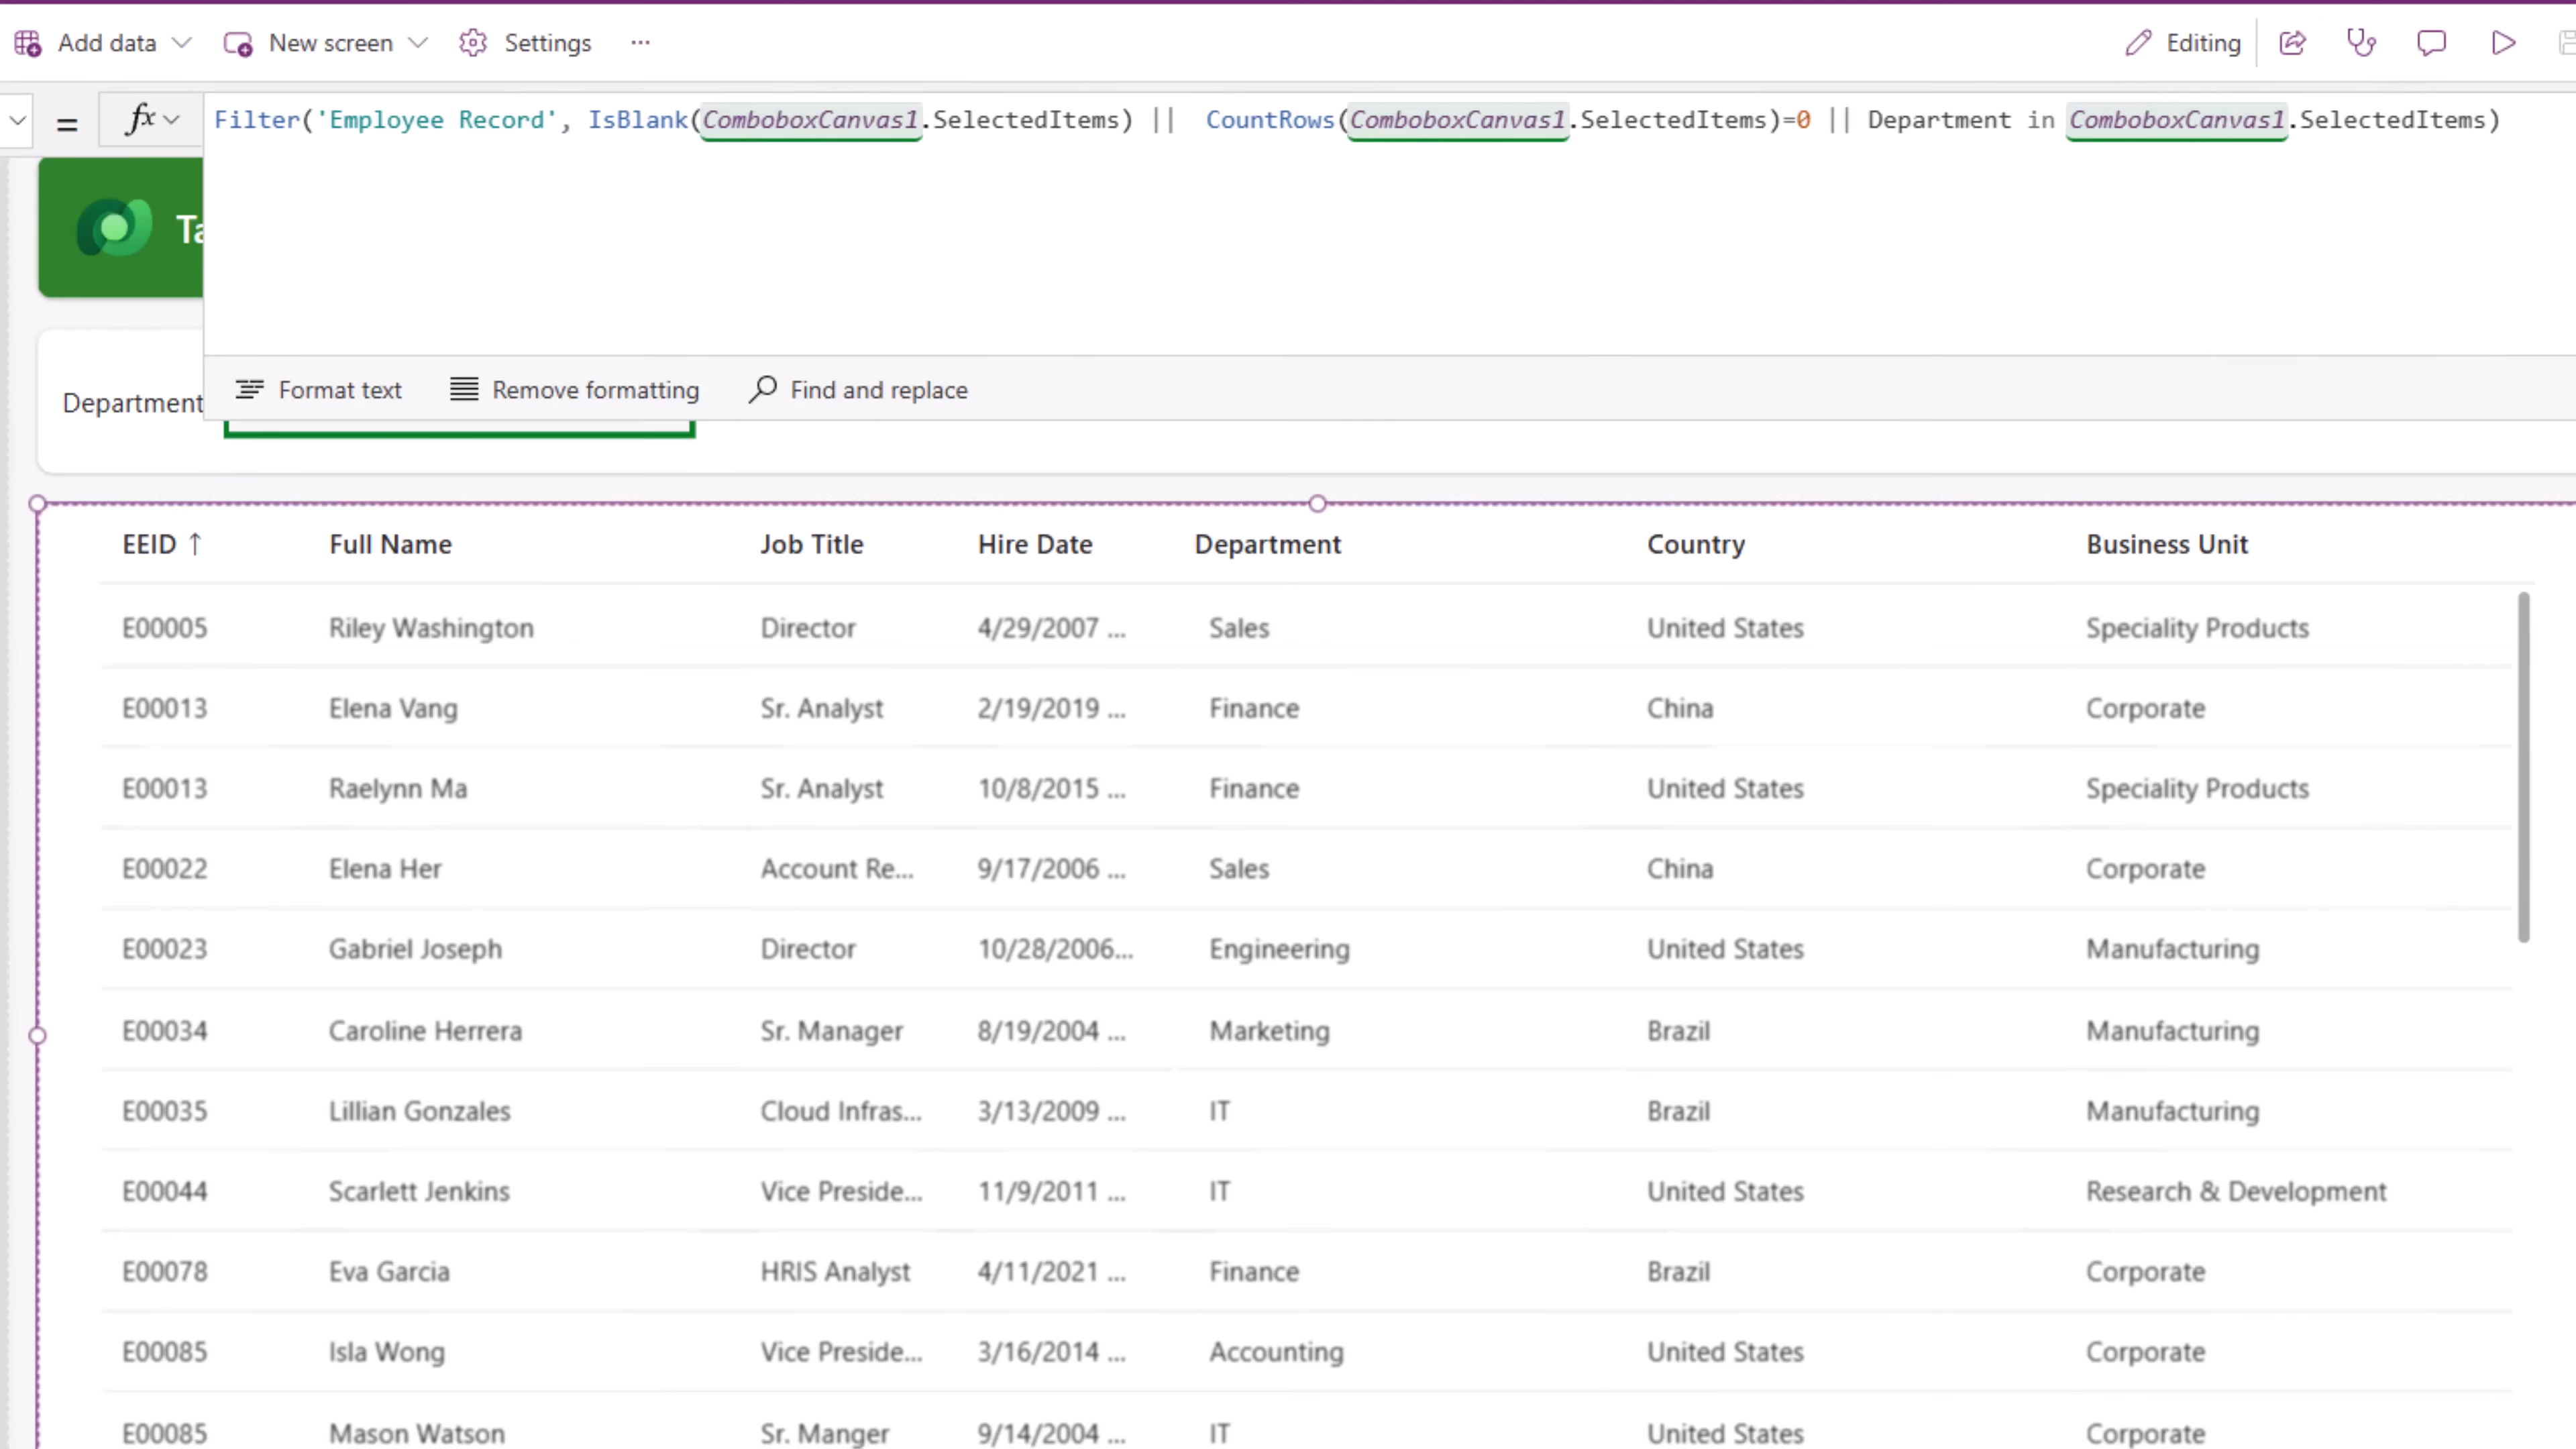 Add data New screen Settings ... Editing
= fx Filter('Employee Record', IsBlank(ComboboxCanvas1.SelectedItems) || CountRows(ComboboxCanvas1.SelectedItems)=0 || Department in ComboboxCanvas1.SelectedItems)
Ta
Format text Remove formatting Find and replace
Department
EEID ↑ Full Name Job Title Hire Date Department Country Business Unit
E00005 Riley Washington Director 4/29/2007 ... Sales United States Speciality Products
E00013 Elena Vang Sr. Analyst 2/19/2019 ... Finance China Corporate
E00013 Raelynn Ma Sr. Analyst 10/8/2015 ... Finance United States Speciality Products
E00022 Elena Her Account Re... 9/17/2006 ... Sales China Corporate
E00023 Gabriel Joseph Director 10/28/2006... Engineering United States Manufacturing
E00034 Caroline Herrera Sr. Manager 8/19/2004 ... Marketing Brazil Manufacturing
E00035 Lillian Gonzales Cloud Infras... 3/13/2009 ... IT Brazil Manufacturing
E00044 Scarlett Jenkins Vice Preside... 11/9/2011 ... IT United States Research & Development
E00078 Eva Garcia HRIS Analyst 4/11/2021 ... Finance Brazil Corporate
E00085 Isla Wong Vice Preside... 3/16/2014 ... Accounting United States Corporate
E00085 Mason Watson Sr. Manger 9/14/2004 ... IT United States Corporate